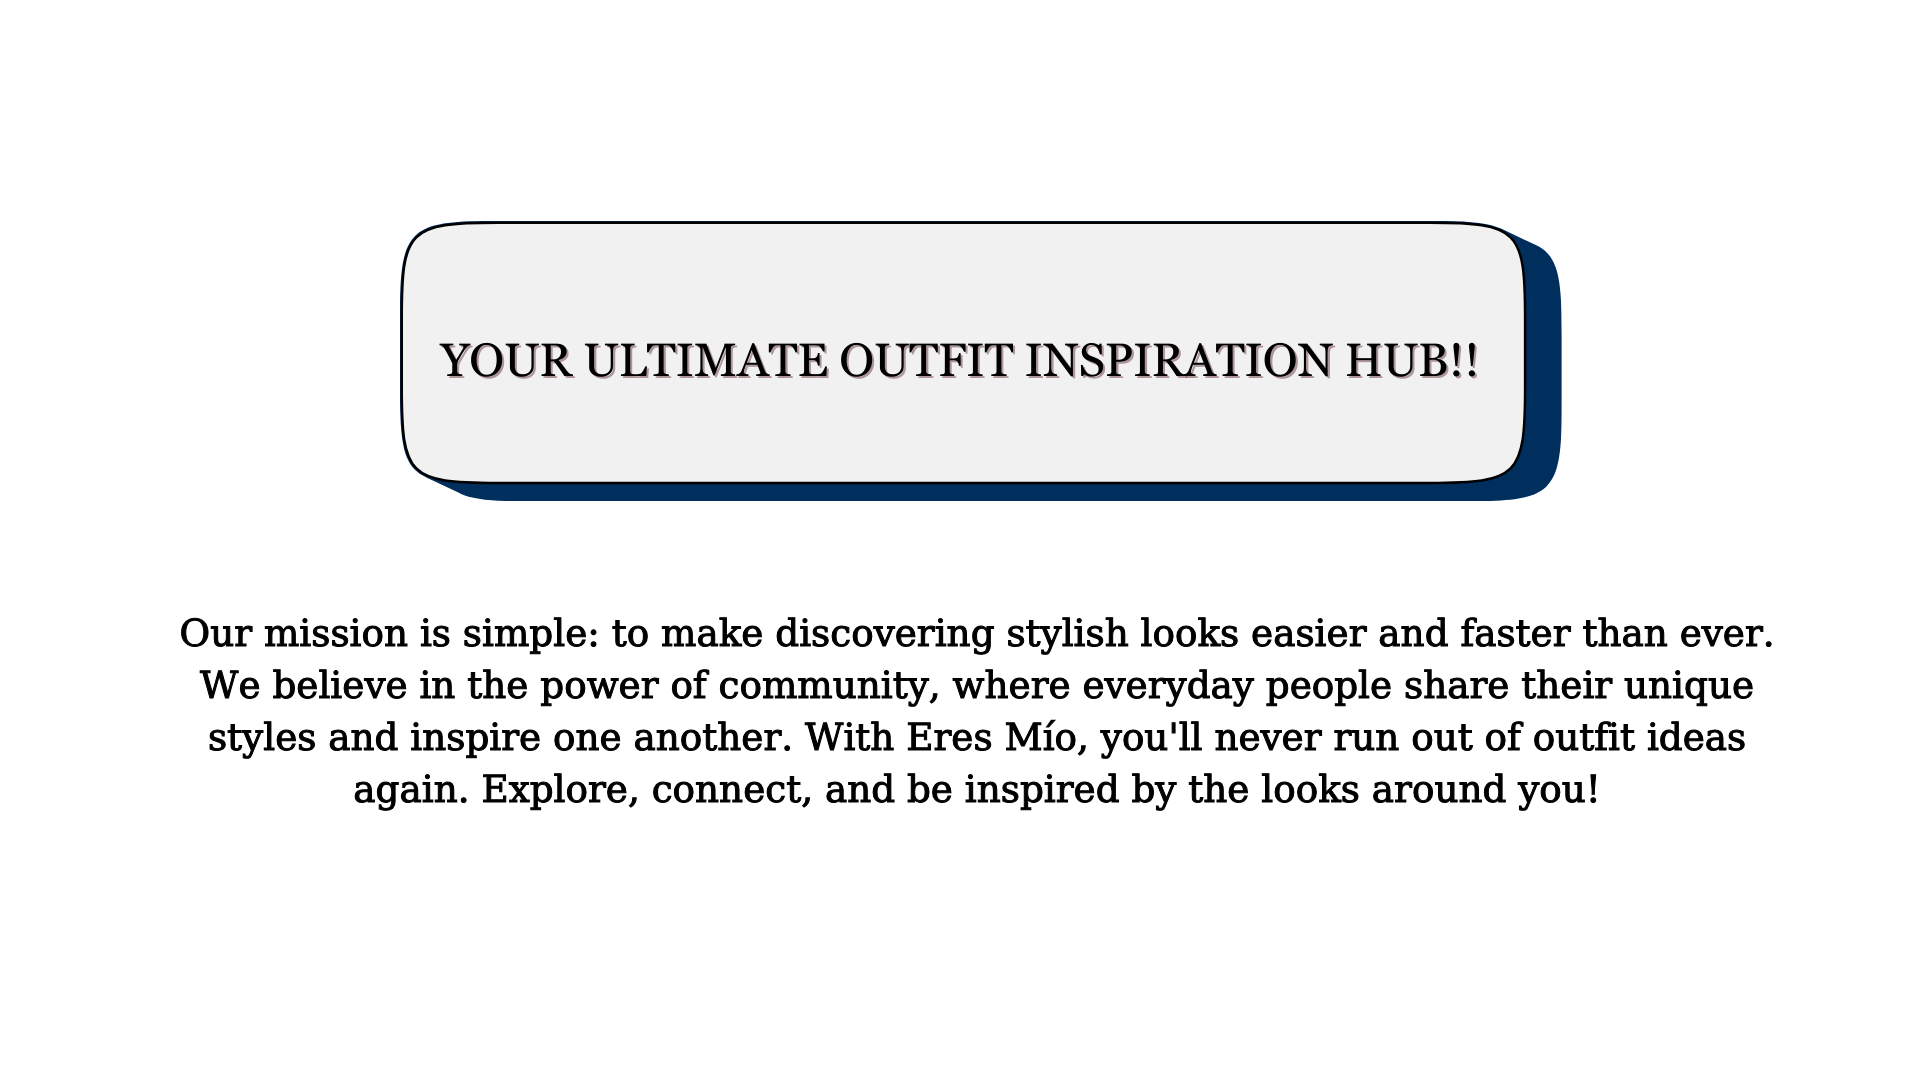 YOUR ULTIMATE OUTFIT INSPIRATION HUB!!
Our mission is simple: to make discovering stylish looks easier and faster than ever.
We believe in the power of community, where everyday people share their unique
styles and inspire one another. With Eres Mío, you'll never run out of outfit ideas
again. Explore, connect, and be inspired by the looks around you!